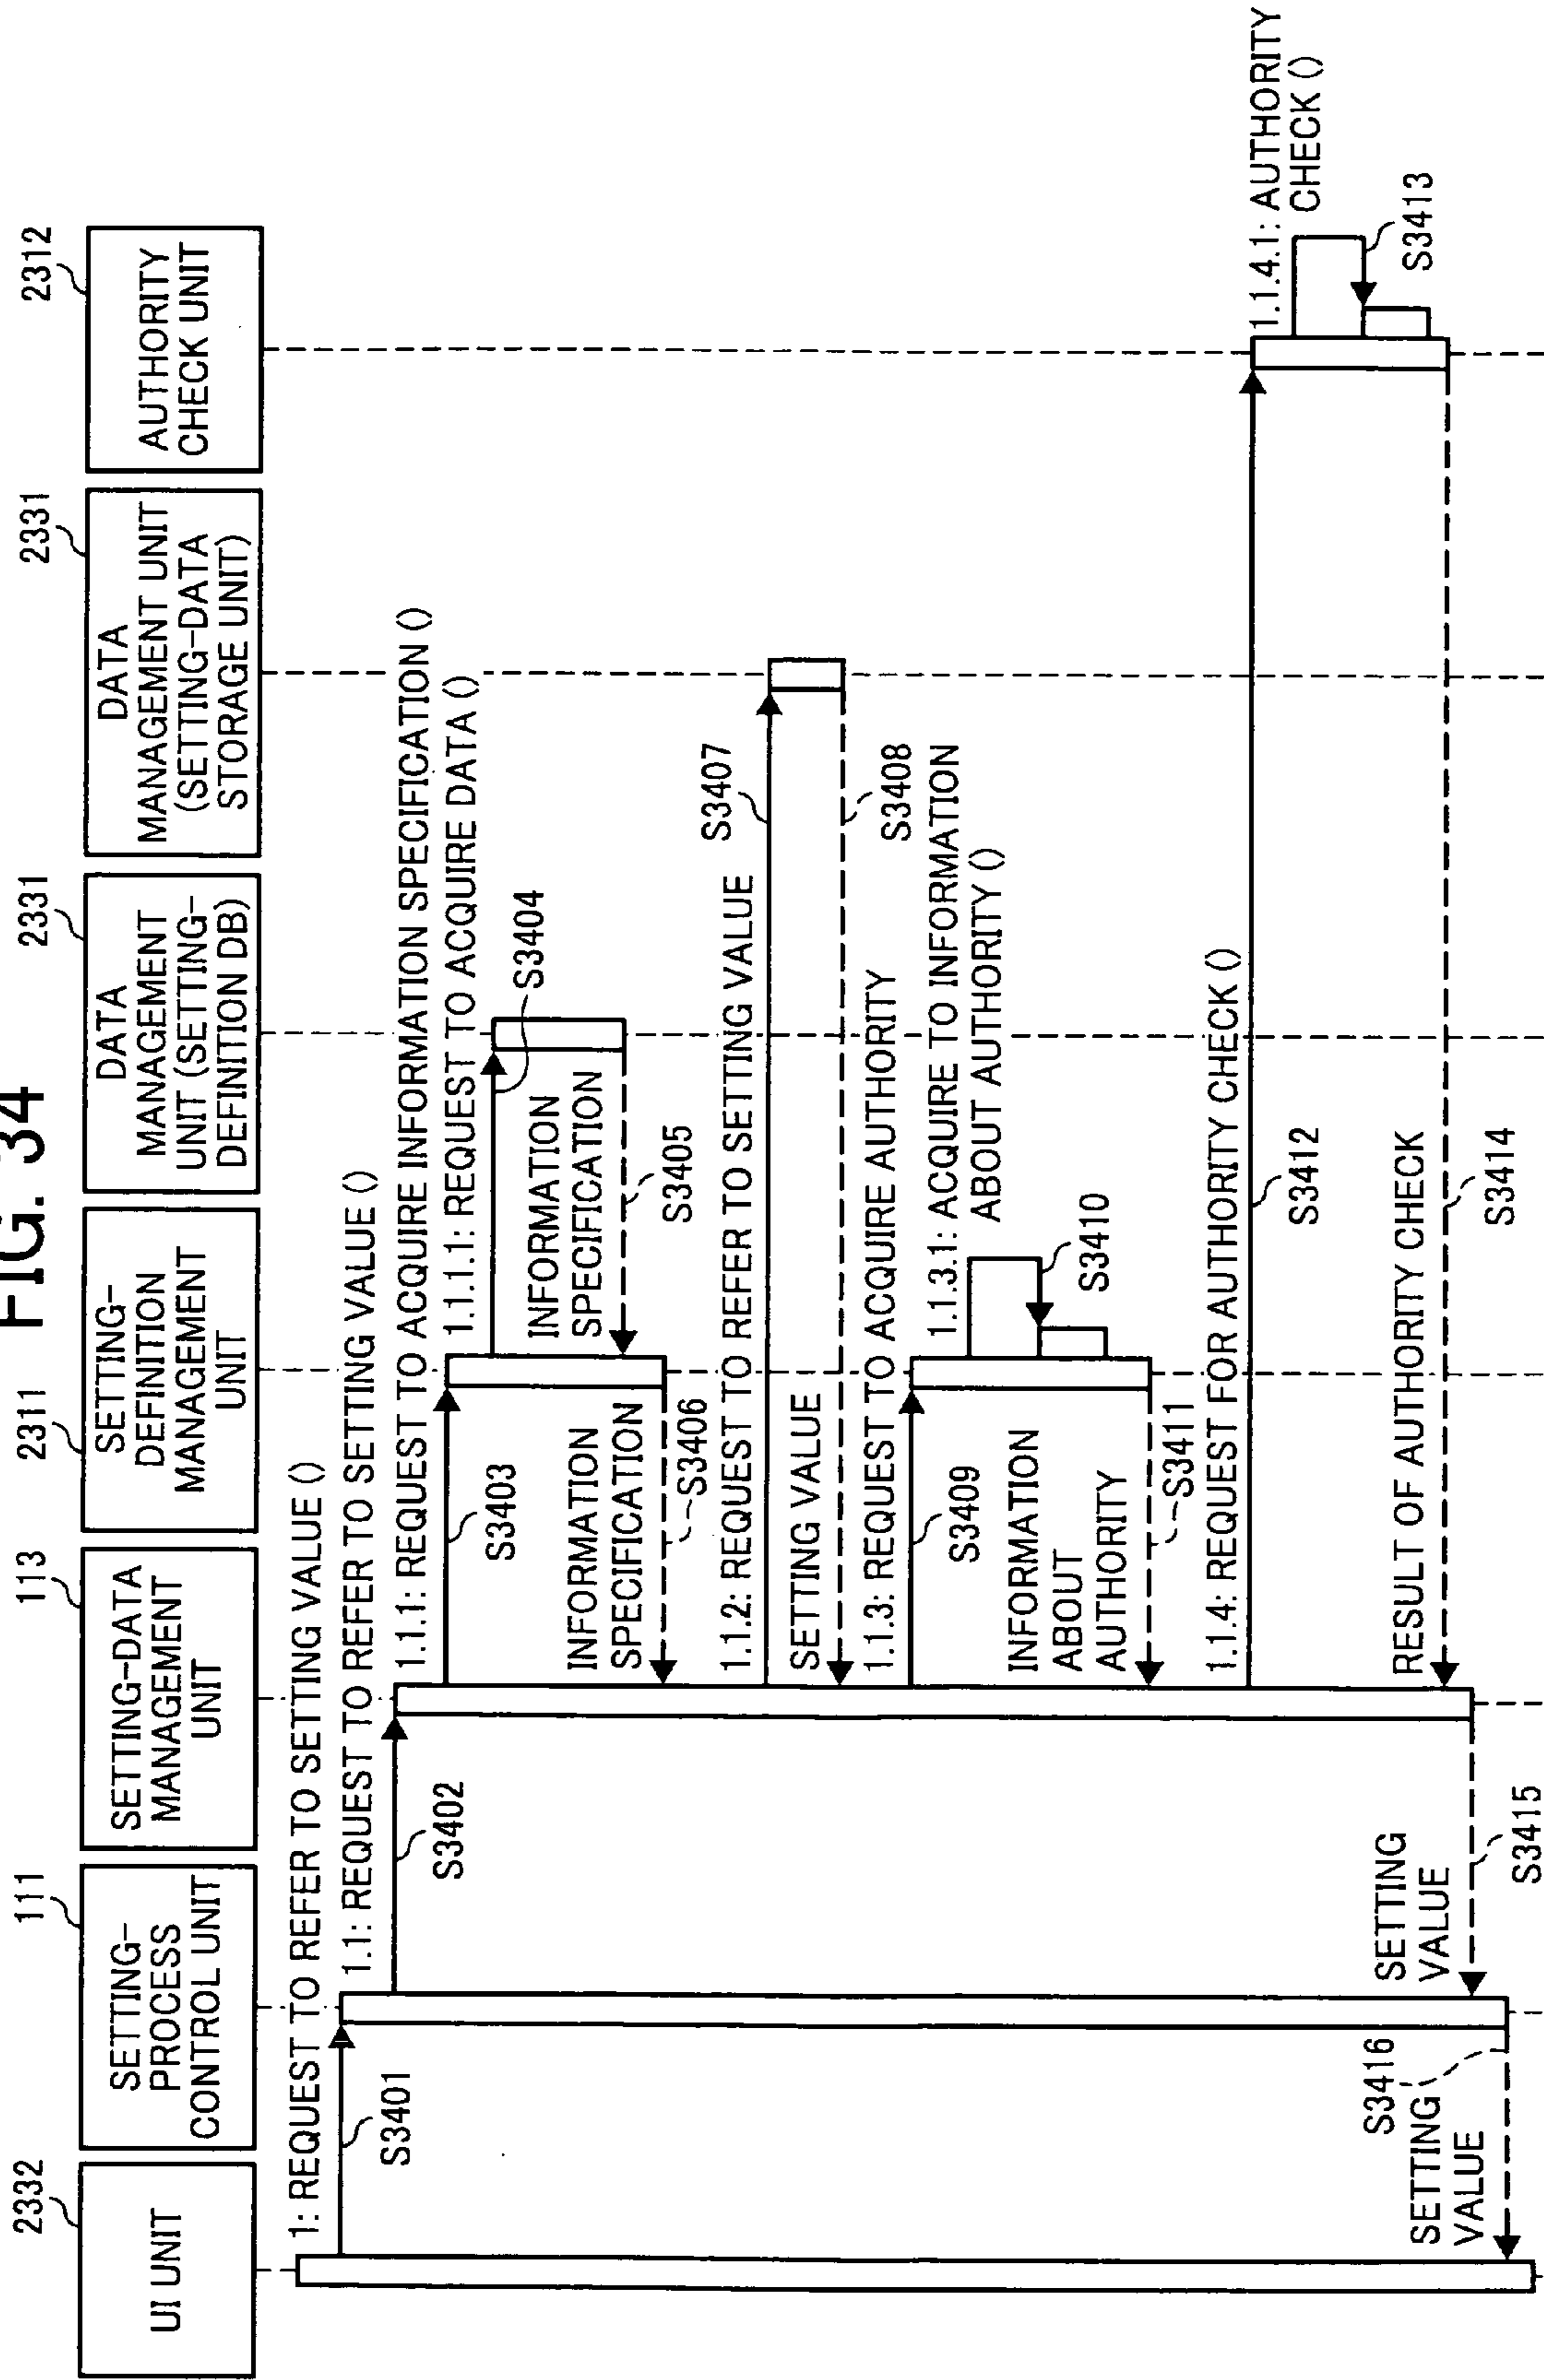 FIG. 34
2332
UI UNIT
111
SETTING-
PROCESS
CONTROL UNIT
113
SETTING-DATA
MANAGEMENT
UNIT
2311
SETTING-
DEFINITION
MANAGEMENT
UNIT
2331
DATA
MANAGEMENT
UNIT (SETTING-
DEFINITION DB)
2331
DATA
MANAGEMENT UNIT
(SETTING-DATA
STORAGE UNIT)
2312
AUTHORITY
CHECK UNIT
1: REQUEST TO REFER TO SETTING VALUE ()
S3401
1.1: REQUEST TO REFER TO SETTING VALUE ()
S3402
1.1.1: REQUEST TO ACQUIRE INFORMATION SPECIFICATION ()
S3403
1.1.1.1: REQUEST TO ACQUIRE DATA ()
S3404
INFORMATION
SPECIFICATION
S3405
INFORMATION
SPECIFICATION
S3406
1.1.2: REQUEST TO REFER TO SETTING VALUE
S3407
SETTING VALUE
S3408
1.1.3: REQUEST TO ACQUIRE AUTHORITY
S3409
1.1.3.1: ACQUIRE TO INFORMATION
ABOUT AUTHORITY ()
S3410
INFORMATION
ABOUT
AUTHORITY
S3411
1.1.4: REQUEST FOR AUTHORITY CHECK ()
S3412
1.1.4.1: AUTHORITY
CHECK ()
S3413
RESULT OF AUTHORITY CHECK
S3414
SETTING
VALUE
S3415
SETTING
VALUE
S3416